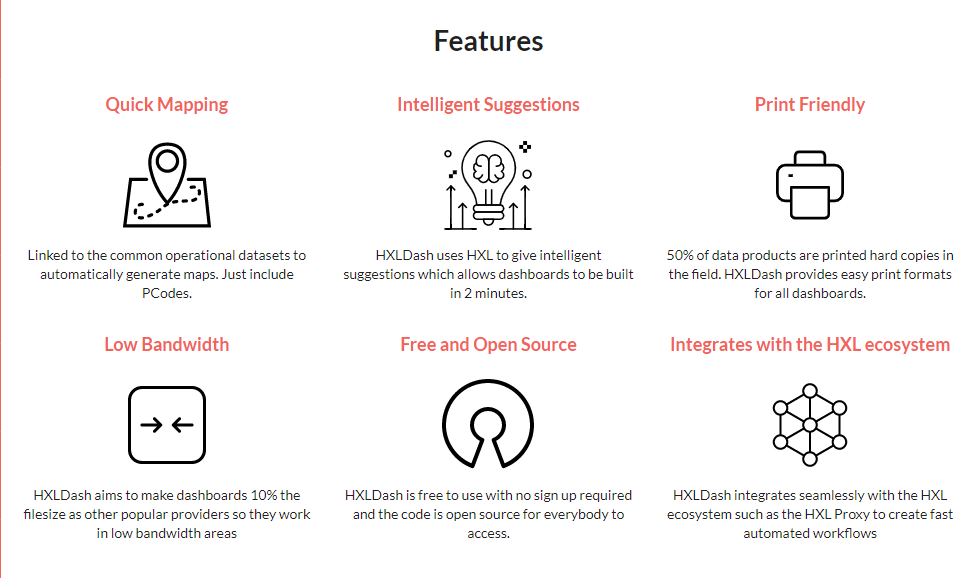 Features
Quick Mapping
Linked to the common operational datasets to
automatically generate maps. Just include
PCodes.
Intelligent Suggestions
HXLDash uses HXL to give intelligent
suggestions which allows dashboards to be built
in 2 minutes.
Print Friendly
50% of data products are printed hard copies in
the field. HXLDash provides easy print formats
for all dashboards.
Low Bandwidth
HXLDash aims to make dashboards 10% the
filesize as other popular providers so they work
in low bandwidth areas
Free and Open Source
HXLDash is free to use with no sign up required
and the code is open source for everybody to
access.
Integrates with the HXL ecosystem
HXLDash integrates seamlessly with the HXL
ecosystem such as the HXL Proxy to create fast
automated workflows